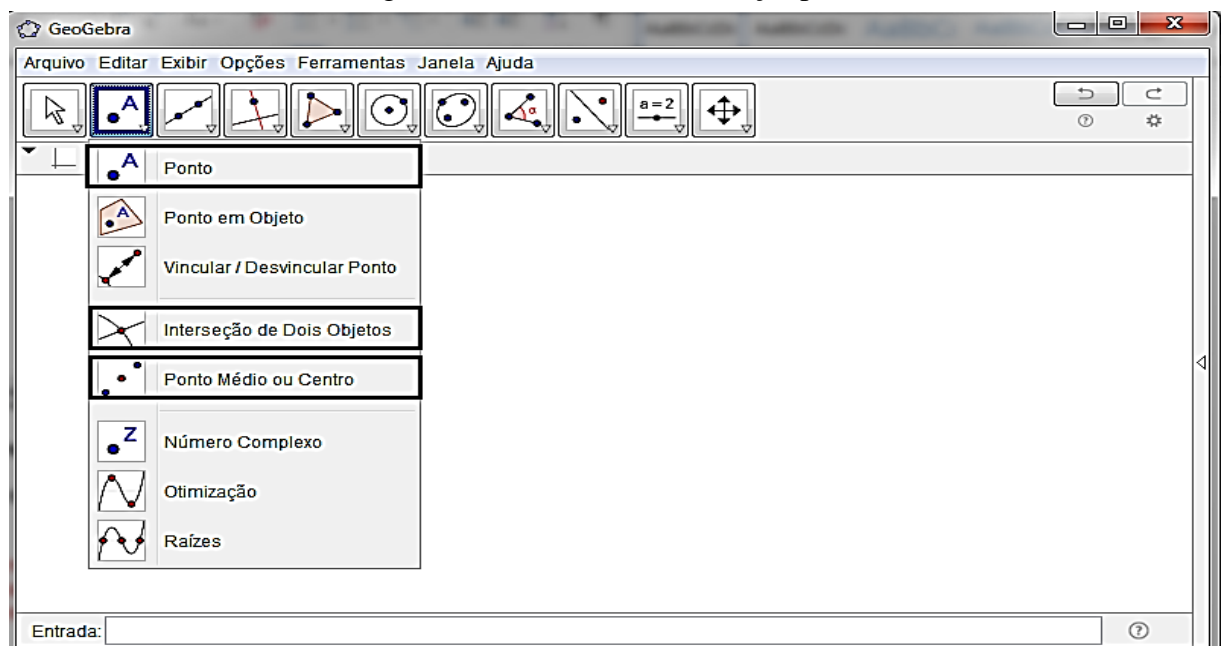 GeoGebra
Arquivo Editar Exibir Opções Ferramentas Janela Ajuda
A
α
a = 2
A Ponto
A Ponto em Objeto
Vincular / Desvincular Ponto
Interseção de Dois Objetos
Ponto Médio ou Centro
Z Número Complexo
Otimização
Raízes
Entrada: